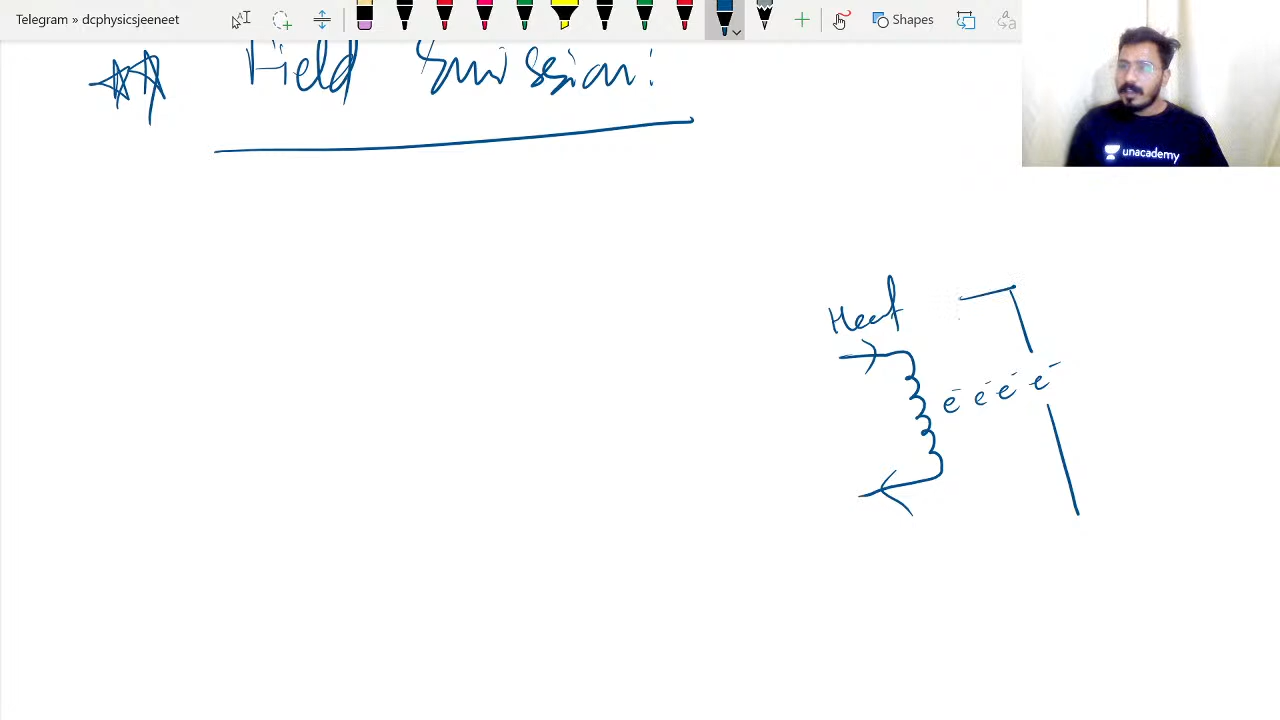 Telegram » dcphysicsjeeneet
Shapes
unacademy
Field Emission:
Heat
e⁻ e⁻ e⁻ e⁻